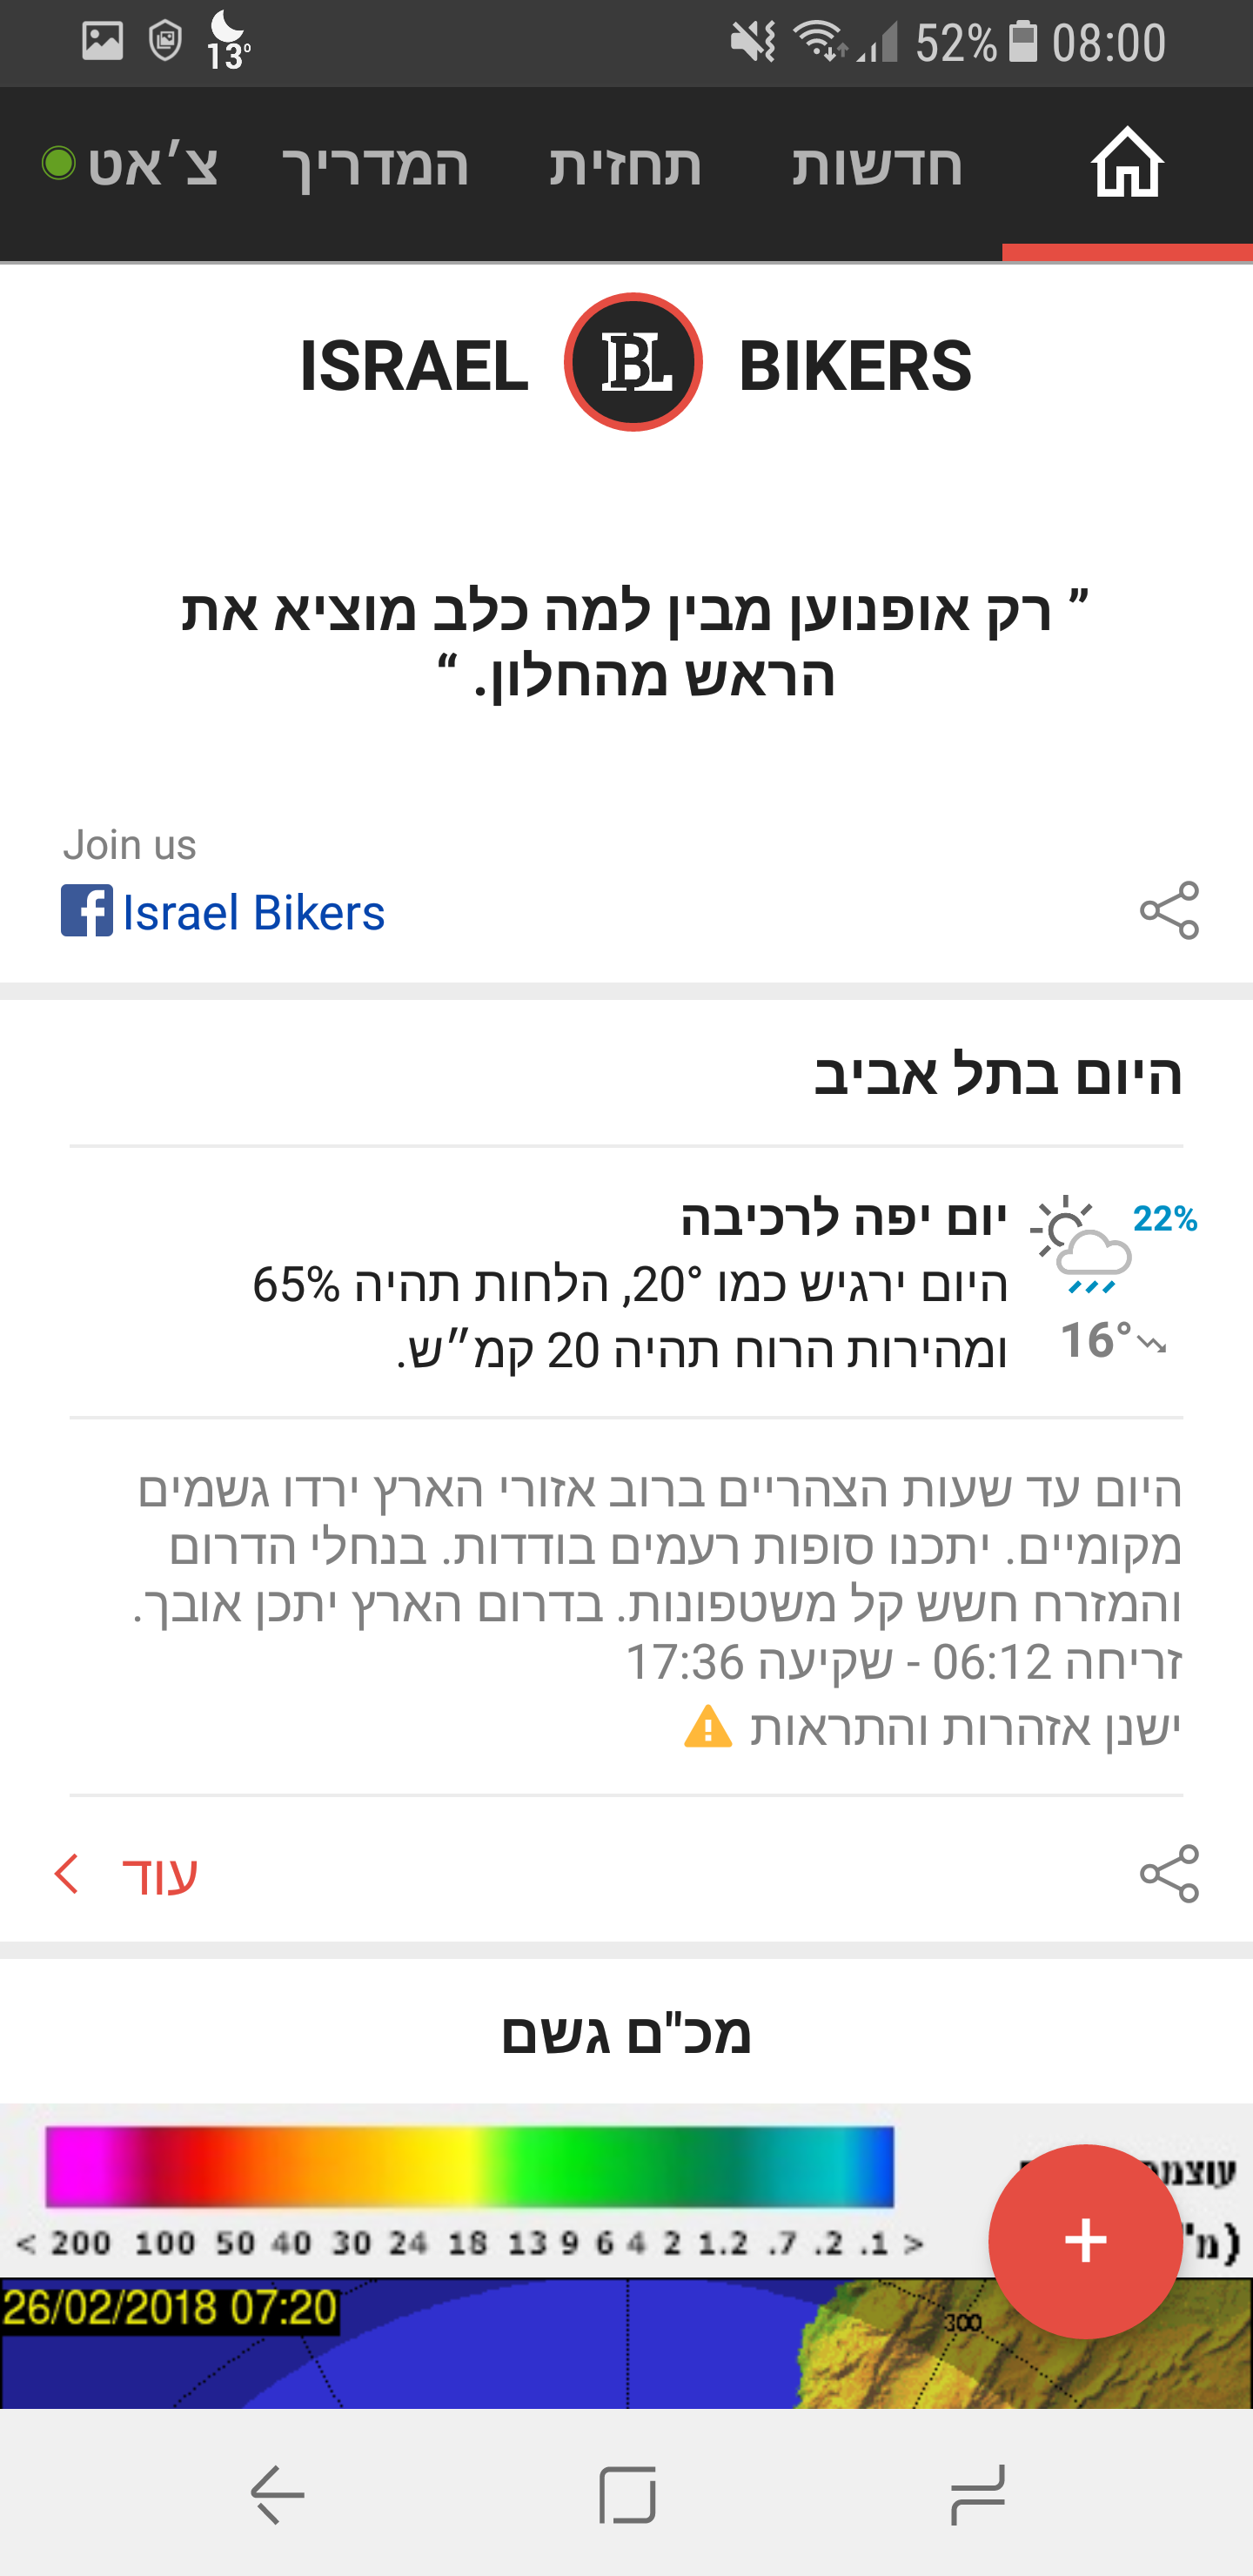 13°
52% 08:00
חדשות תחזית המדריך צ׳אט
ISRAEL BL BIKERS
” רק אופנוען מבין למה כלב מוציא את
הראש מהחלון. “
Join us
Israel Bikers
היום בתל אביב
22%
16°
יום יפה לרכיבה
היום ירגיש כמו 20°, הלחות תהיה 65%
ומהירות הרוח תהיה 20 קמ״ש.
היום עד שעות הצהריים ברוב אזורי הארץ ירדו גשמים
מקומיים. יתכנו סופות רעמים בודדות. בנחלי הדרום
והמזרח חשש קל משטפונות. בדרום הארץ יתכן אובך.
זריחה 06:12 - שקיעה 17:36
ישנן אזהרות והתראות
עוד
מכ"ם גשם
< 200 100 50 40 30 24 18 13 9 6 4 2 1.2 .7 .2 .1 >
+
26/02/2018 07:20
300